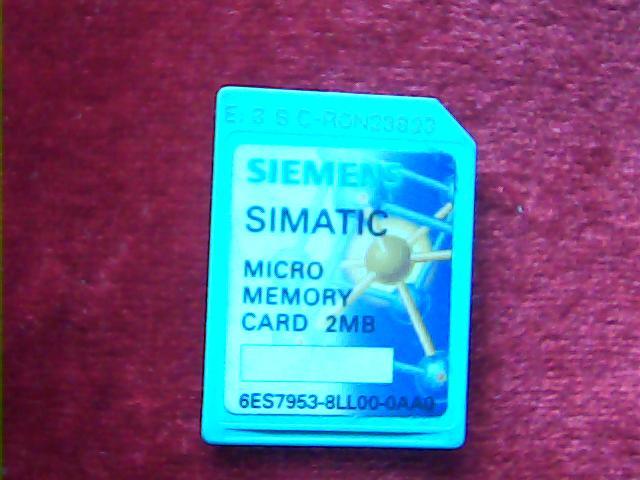 SIEMENS
SIMATIC
MICRO
MEMORY
CARD 2MB
6ES7953-8LL00-0AA0